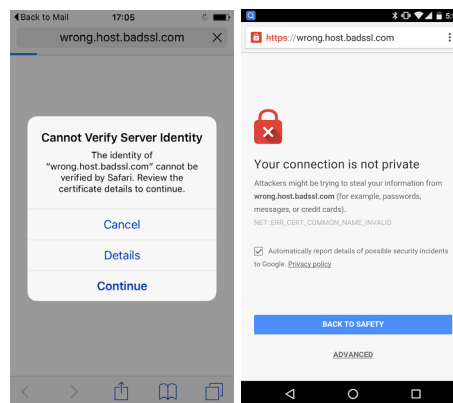 Back to Mail 17:05
wrong.host.badssl.com
Cannot Verify Server Identity
The identity of
“wrong.host.badssl.com” cannot be
verified by Safari. Review the
certificate details to continue.
Cancel
Details
Continue
https://wrong.host.badssl.com
Your connection is not private
Attackers might be trying to steal your information from
wrong.host.badssl.com (for example, passwords,
messages, or credit cards).
NET::ERR_CERT_COMMON_NAME_INVALID
Automatically report details of possible security incidents
to Google. Privacy policy
BACK TO SAFETY
ADVANCED